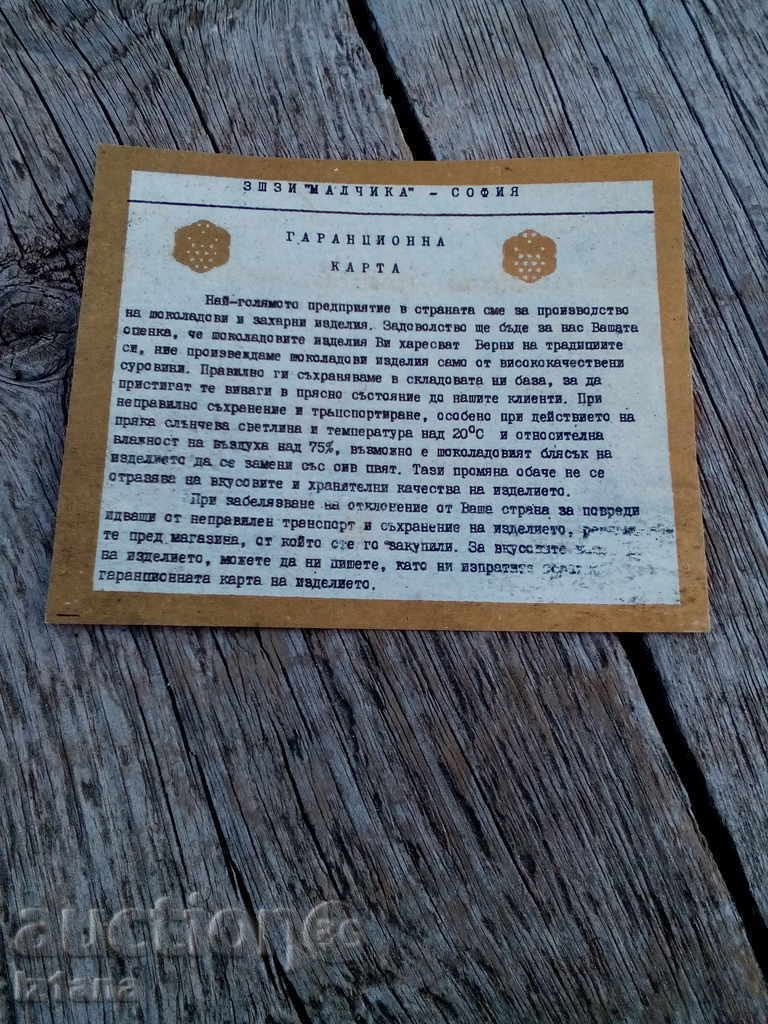 ЗШЗИ "МАЛЧИКА" - СОФИЯ
ГАРАНЦИОННА
КАРТА
Най-голямото предприятие в страната сме за производство
на шоколадови и захарни изделия. Задоволство ще бъде за нас Вашата
оценка, че шоколадовите изделия Ви харесват Верни на традициите
си, ние произвеждаме шоколадови изделия само от висококачествени
суровини. Правилно ги съхраняваме в складовата ни база, за да
пристигат те винаги в прясно състояние до нашите клиенти. При
неправилно съхранение и транспортиране, особено при действието на
пряка слънчева светлина и температура над 20°С и относителна
влажност на въздуха над 75%, възможно е шоколадовият блясък на
изделието да се замени със сив цвят. Тази промяна обаче не се
отразява на вкусовите и хранителни качества на изделието.
При забелязване на отклонение от Ваша страна за повреди
идващи от неправилен транспорт и съхранение на изделието,
те пред магазина, от който сте го закупили. За вкусовите
на изделието, можете да ни пишете, като ни изпратите
гаранционната карта на изделието.
auction.bg
iziana